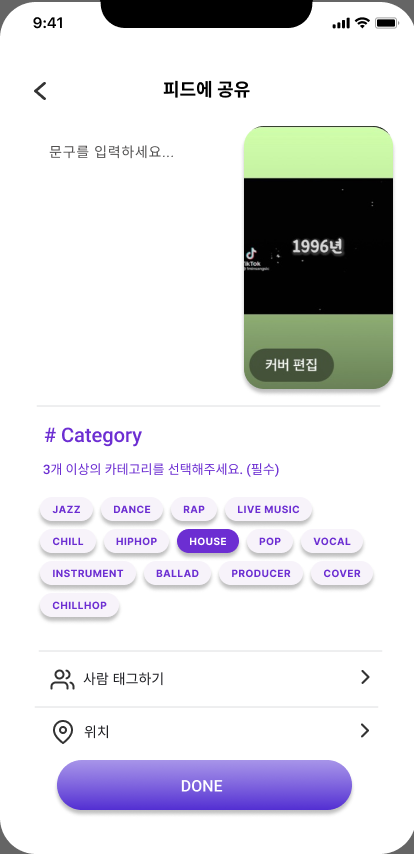 9:41
피드에 공유
문구를 입력하세요...
1996년
TikTok
커버 편집
# Category
3개 이상의 카테고리를 선택해주세요. (필수)
JAZZ DANCE RAP LIVE MUSIC
CHILL HIPHOP HOUSE POP VOCAL
INSTRUMENT BALLAD PRODUCER COVER
CHILLHOP
사람 태그하기
위치
DONE